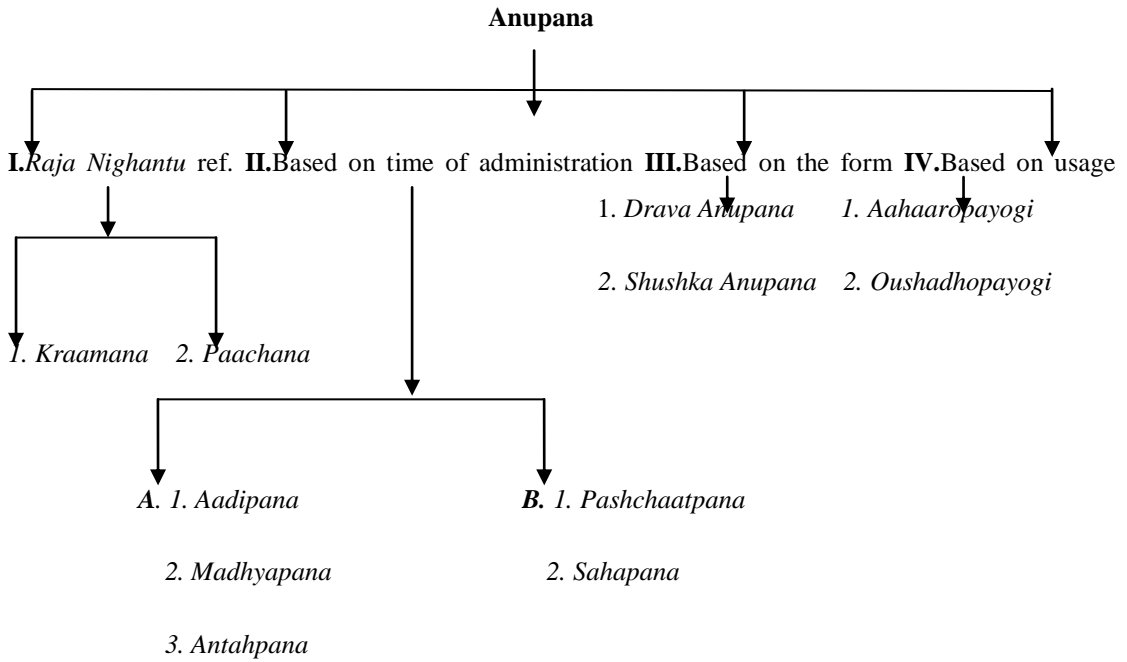 Anupana
I.Raja Nighantu ref. II.Based on time of administration III.Based on the form IV.Based on usage
1. Drava Anupana 1. Aahaaropayogi
2. Shushka Anupana 2. Oushadhopayogi
1. Kraamana 2. Paachana
A. 1. Aadipana B. 1. Pashchaatpana
2. Madhyapana 2. Sahapana
3. Antahpana